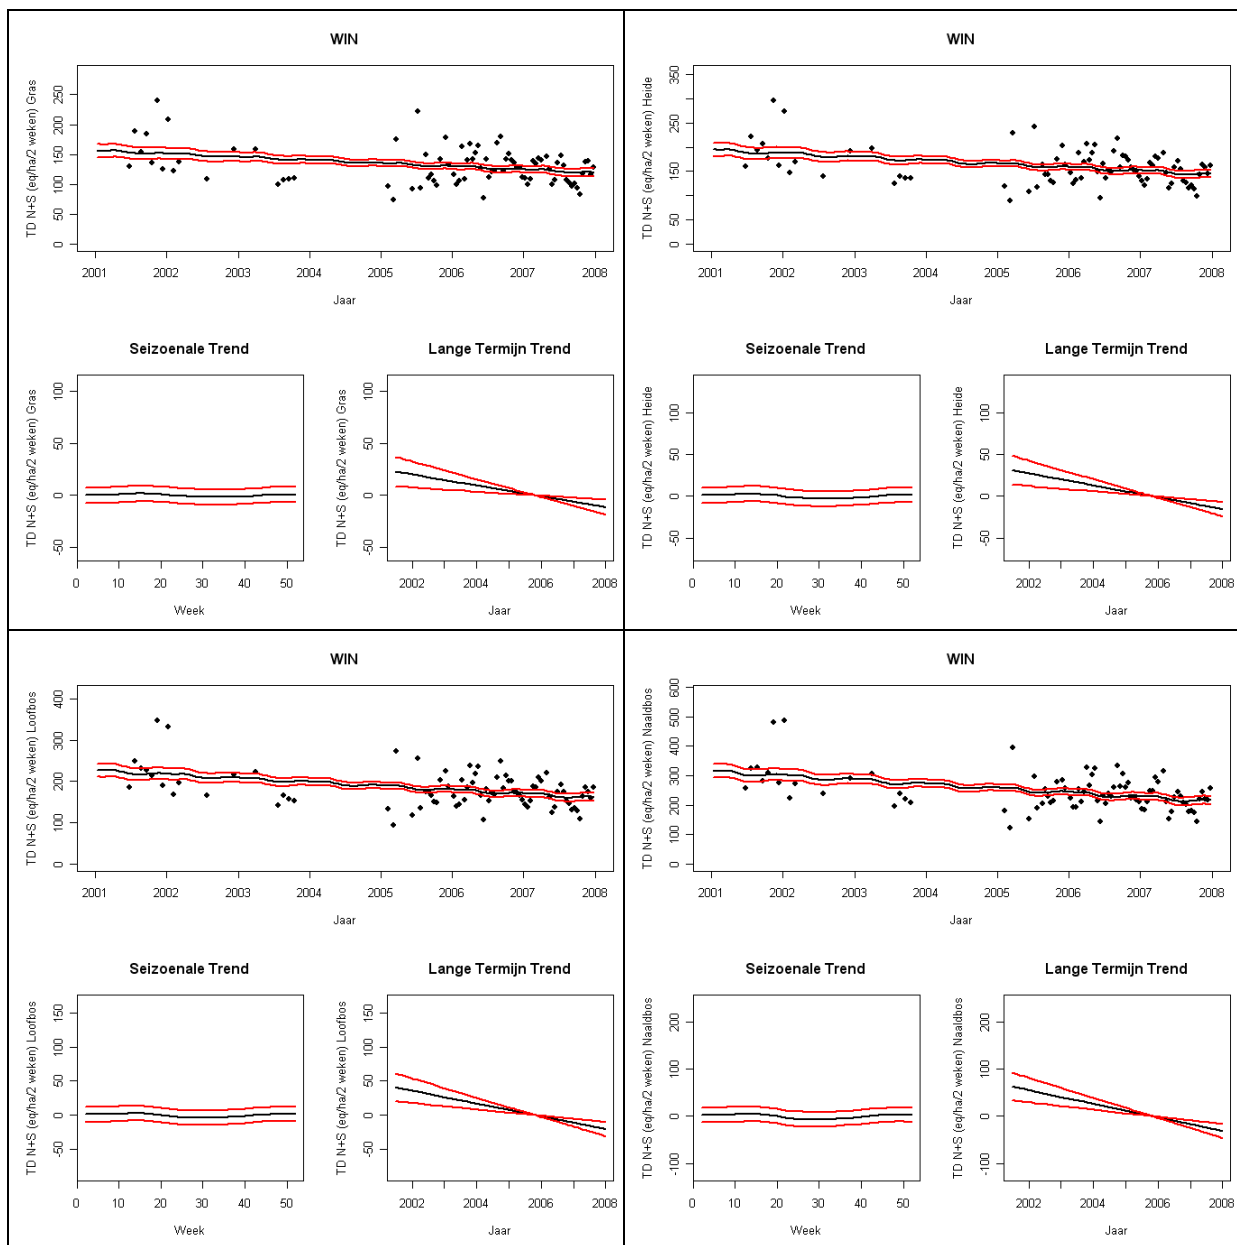 WIN
TD N+S (eq/ha/2 weken) Gras
0 50 100 150 200 250
2001 2002 2003 2004 2005 2006 2007 2008
Jaar
Seizoenale Trend
TD N+S (eq/ha/2 weken) Gras
-50 0 50 100
0 10 20 30 40 50
Week
Lange Termijn Trend
TD N+S (eq/ha/2 weken) Gras
-50 0 50 100
2002 2004 2006 2008
Jaar
WIN
TD N+S (eq/ha/2 weken) Heide
0 50 150 250 350
2001 2002 2003 2004 2005 2006 2007 2008
Jaar
Seizoenale Trend
TD N+S (eq/ha/2 weken) Heide
-50 0 50 100
0 10 20 30 40 50
Week
Lange Termijn Trend
TD N+S (eq/ha/2 weken) Heide
-50 0 50 100
2002 2004 2006 2008
Jaar
WIN
TD N+S (eq/ha/2 weken) Loofbos
0 100 200 300 400
2001 2002 2003 2004 2005 2006 2007 2008
Jaar
Seizoenale Trend
TD N+S (eq/ha/2 weken) Loofbos
-50 0 50 100 150
0 10 20 30 40 50
Week
Lange Termijn Trend
TD N+S (eq/ha/2 weken) Loofbos
-50 0 50 100 150
2002 2004 2006 2008
Jaar
WIN
TD N+S (eq/ha/2 weken) Naaldbos
0 100 200 300 400 500 600
2001 2002 2003 2004 2005 2006 2007 2008
Jaar
Seizoenale Trend
TD N+S (eq/ha/2 weken) Naaldbos
-100 0 100 200
0 10 20 30 40 50
Week
Lange Termijn Trend
TD N+S (eq/ha/2 weken) Naaldbos
-100 0 100 200
2002 2004 2006 2008
Jaar